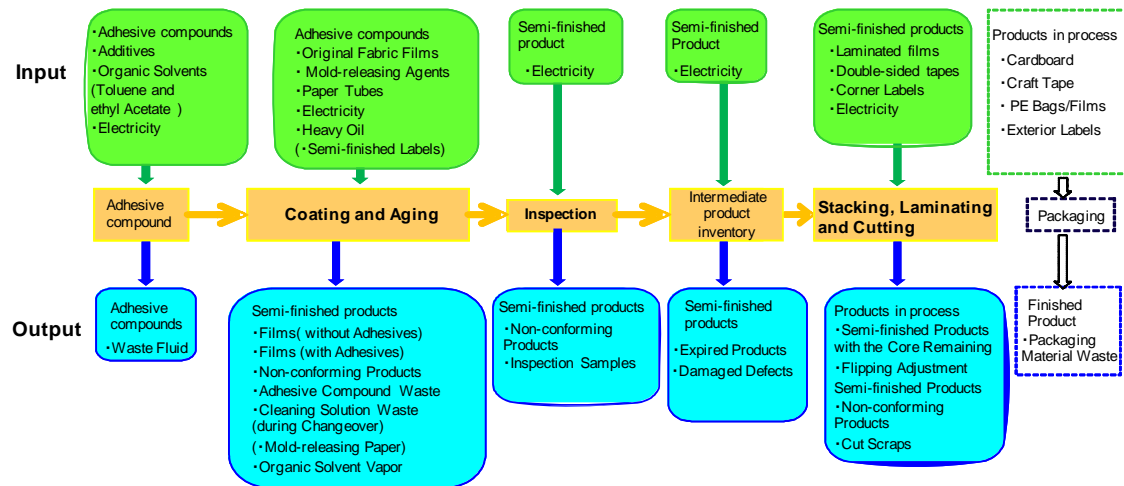 Input
・Adhesive compounds
・Additives
・Organic Solvents
(Toluene and
ethyl Acetate )
・Electricity
Adhesive compounds
・Original Fabric Films
・Mold-releasing Agents
・Paper Tubes
・Electricity
・Heavy Oil
(・Semi-finished Labels)
Semi-finished
product
・Electricity
Semi-finished
Product
・Electricity
Semi-finished products
・Laminated films
・Double-sided tapes
・Corner Labels
・Electricity
Products in process
・Cardboard
・Craft Tape
・PE Bags/Films
・Exterior Labels
Adhesive
compound
Coating and Aging
Inspection
Intermediate
product
inventory
Stacking, Laminating
and Cutting
Packaging
Output
Adhesive
compounds
・Waste Fluid
Semi-finished products
・Films( without Adhesives)
・Films (with Adhesives)
・Non-conforming Products
・Adhesive Compound Waste
・Cleaning Solution Waste
(during Changeover)
(・Mold-releasing Paper)
・Organic Solvent Vapor
Semi-finished products
・Non-conforming
Products
・Inspection Samples
Semi-finished
products
・Expired Products
・Damaged Defects
Products in process
・Semi-finished Products
with the Core Remaining
・Flipping Adjustment
Semi-finished Products
・Non-conforming
Products
・Cut Scraps
Finished
Product
・Packaging
Material Waste